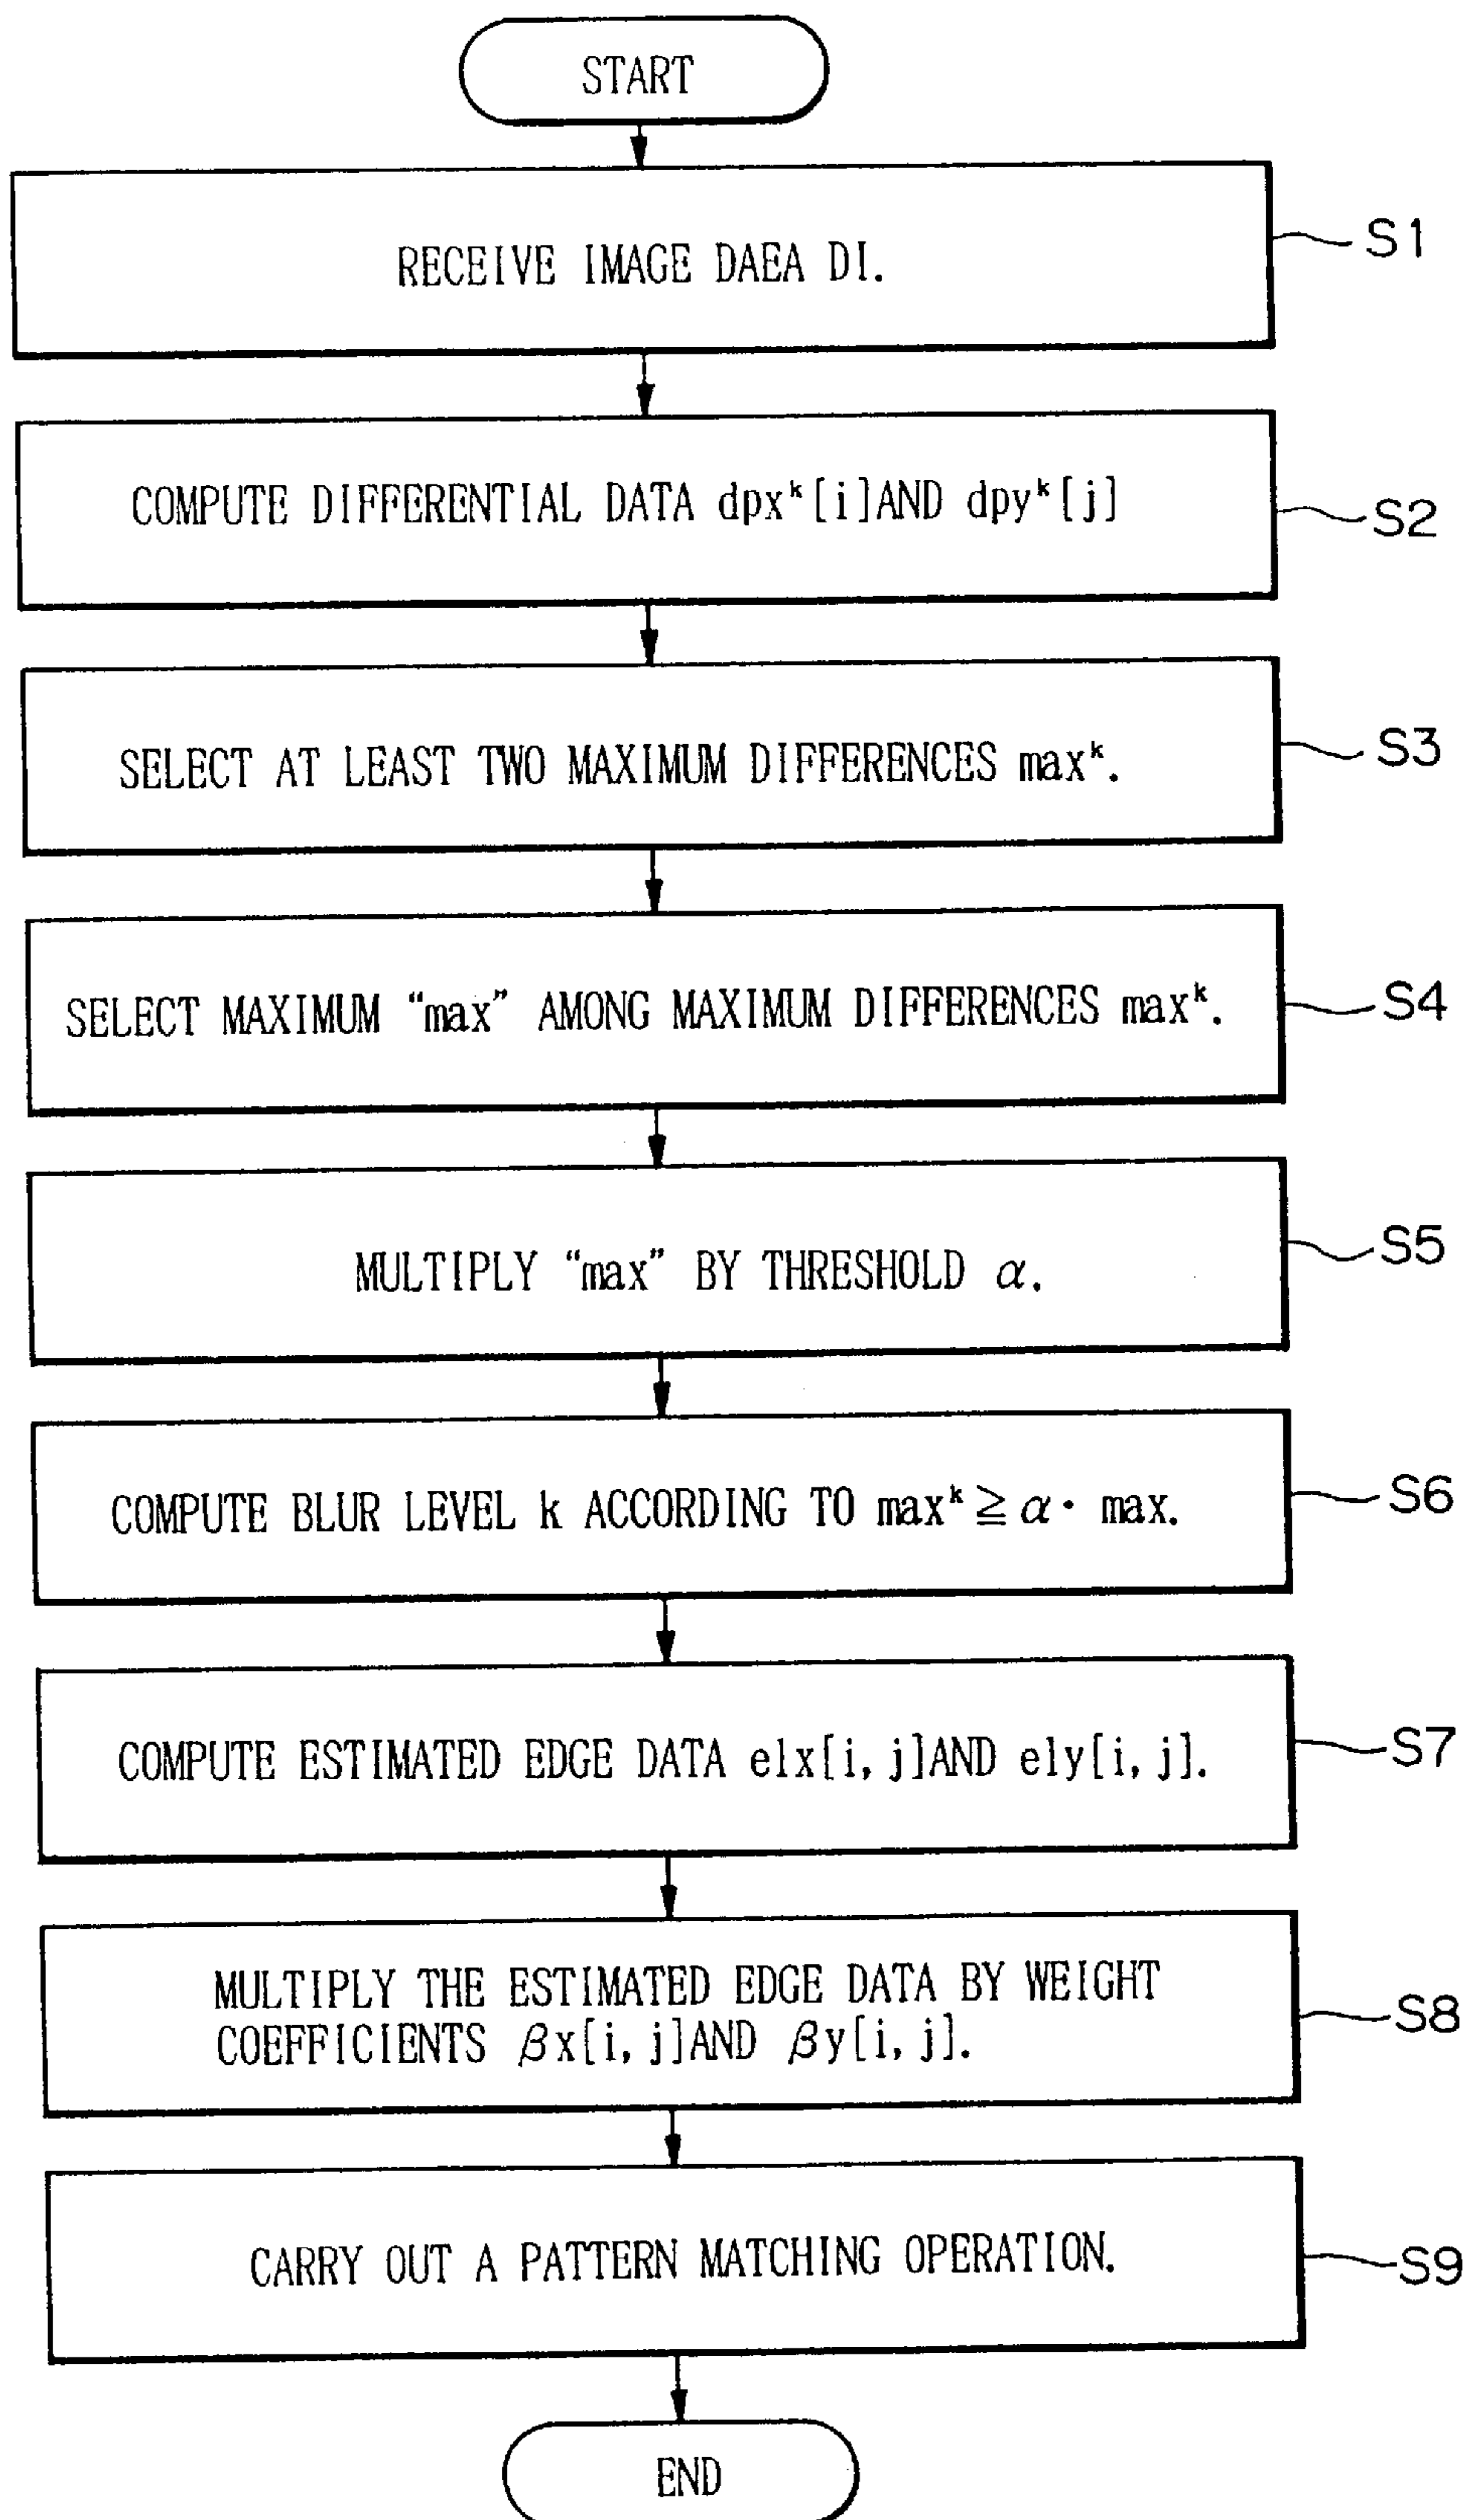 START
RECEIVE IMAGE DAEA DI.
S1
COMPUTE DIFFERENTIAL DATA dpxᵏ[i]AND dpyᵏ[j]
S2
SELECT AT LEAST TWO MAXIMUM DIFFERENCES maxᵏ.
S3
SELECT MAXIMUM “max” AMONG MAXIMUM DIFFERENCES maxᵏ.
S4
MULTIPLY “max” BY THRESHOLD α.
S5
COMPUTE BLUR LEVEL k ACCORDING TO maxᵏ≧α· max.
S6
COMPUTE ESTIMATED EDGE DATA elx[i, j]AND ely[i, j].
S7
MULTIPLY THE ESTIMATED EDGE DATA BY WEIGHT
COEFFICIENTS βx[i, j]AND βy[i, j].
S8
CARRY OUT A PATTERN MATCHING OPERATION.
S9
END